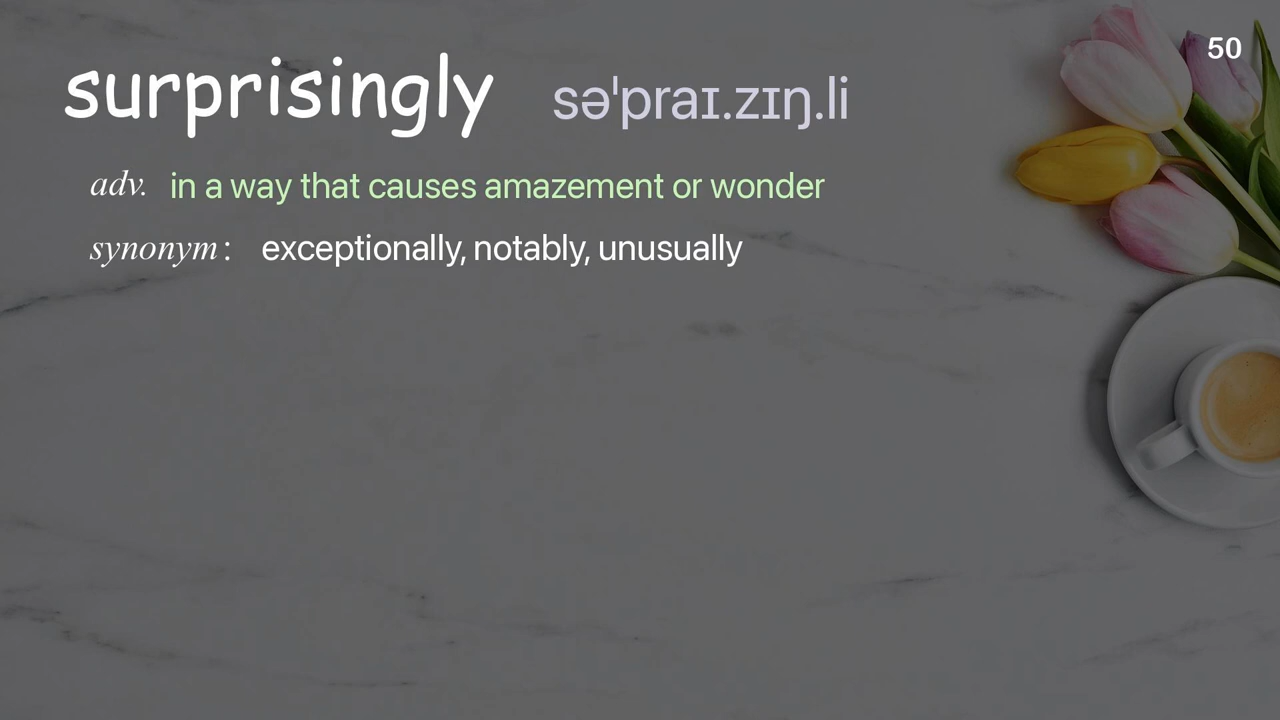 50
surprisingly səˈpraɪ.zɪŋ.li
adv. in a way that causes amazement or wonder
synonym : exceptionally, notably, unusually